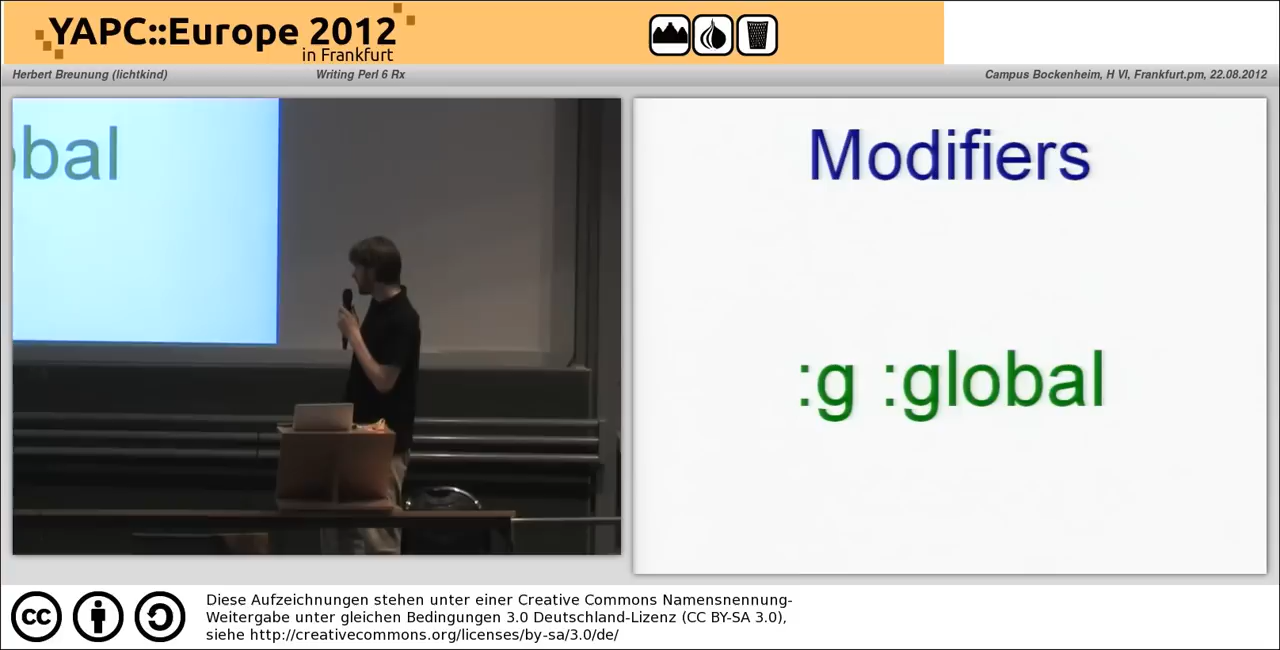 YAPC::Europe 2012
in Frankfurt
Herbert Breunung (lichtkind)
Writing Perl 6 Rx
Campus Bockenheim, H VI, Frankfurt.pm, 22.08.2012
obal
Modifiers
:g :global
cc
Diese Aufzeichnungen stehen unter einer Creative Commons Namensnennung-
Weitergabe unter gleichen Bedingungen 3.0 Deutschland-Lizenz (CC BY-SA 3.0),
siehe http://creativecommons.org/licenses/by-sa/3.0/de/